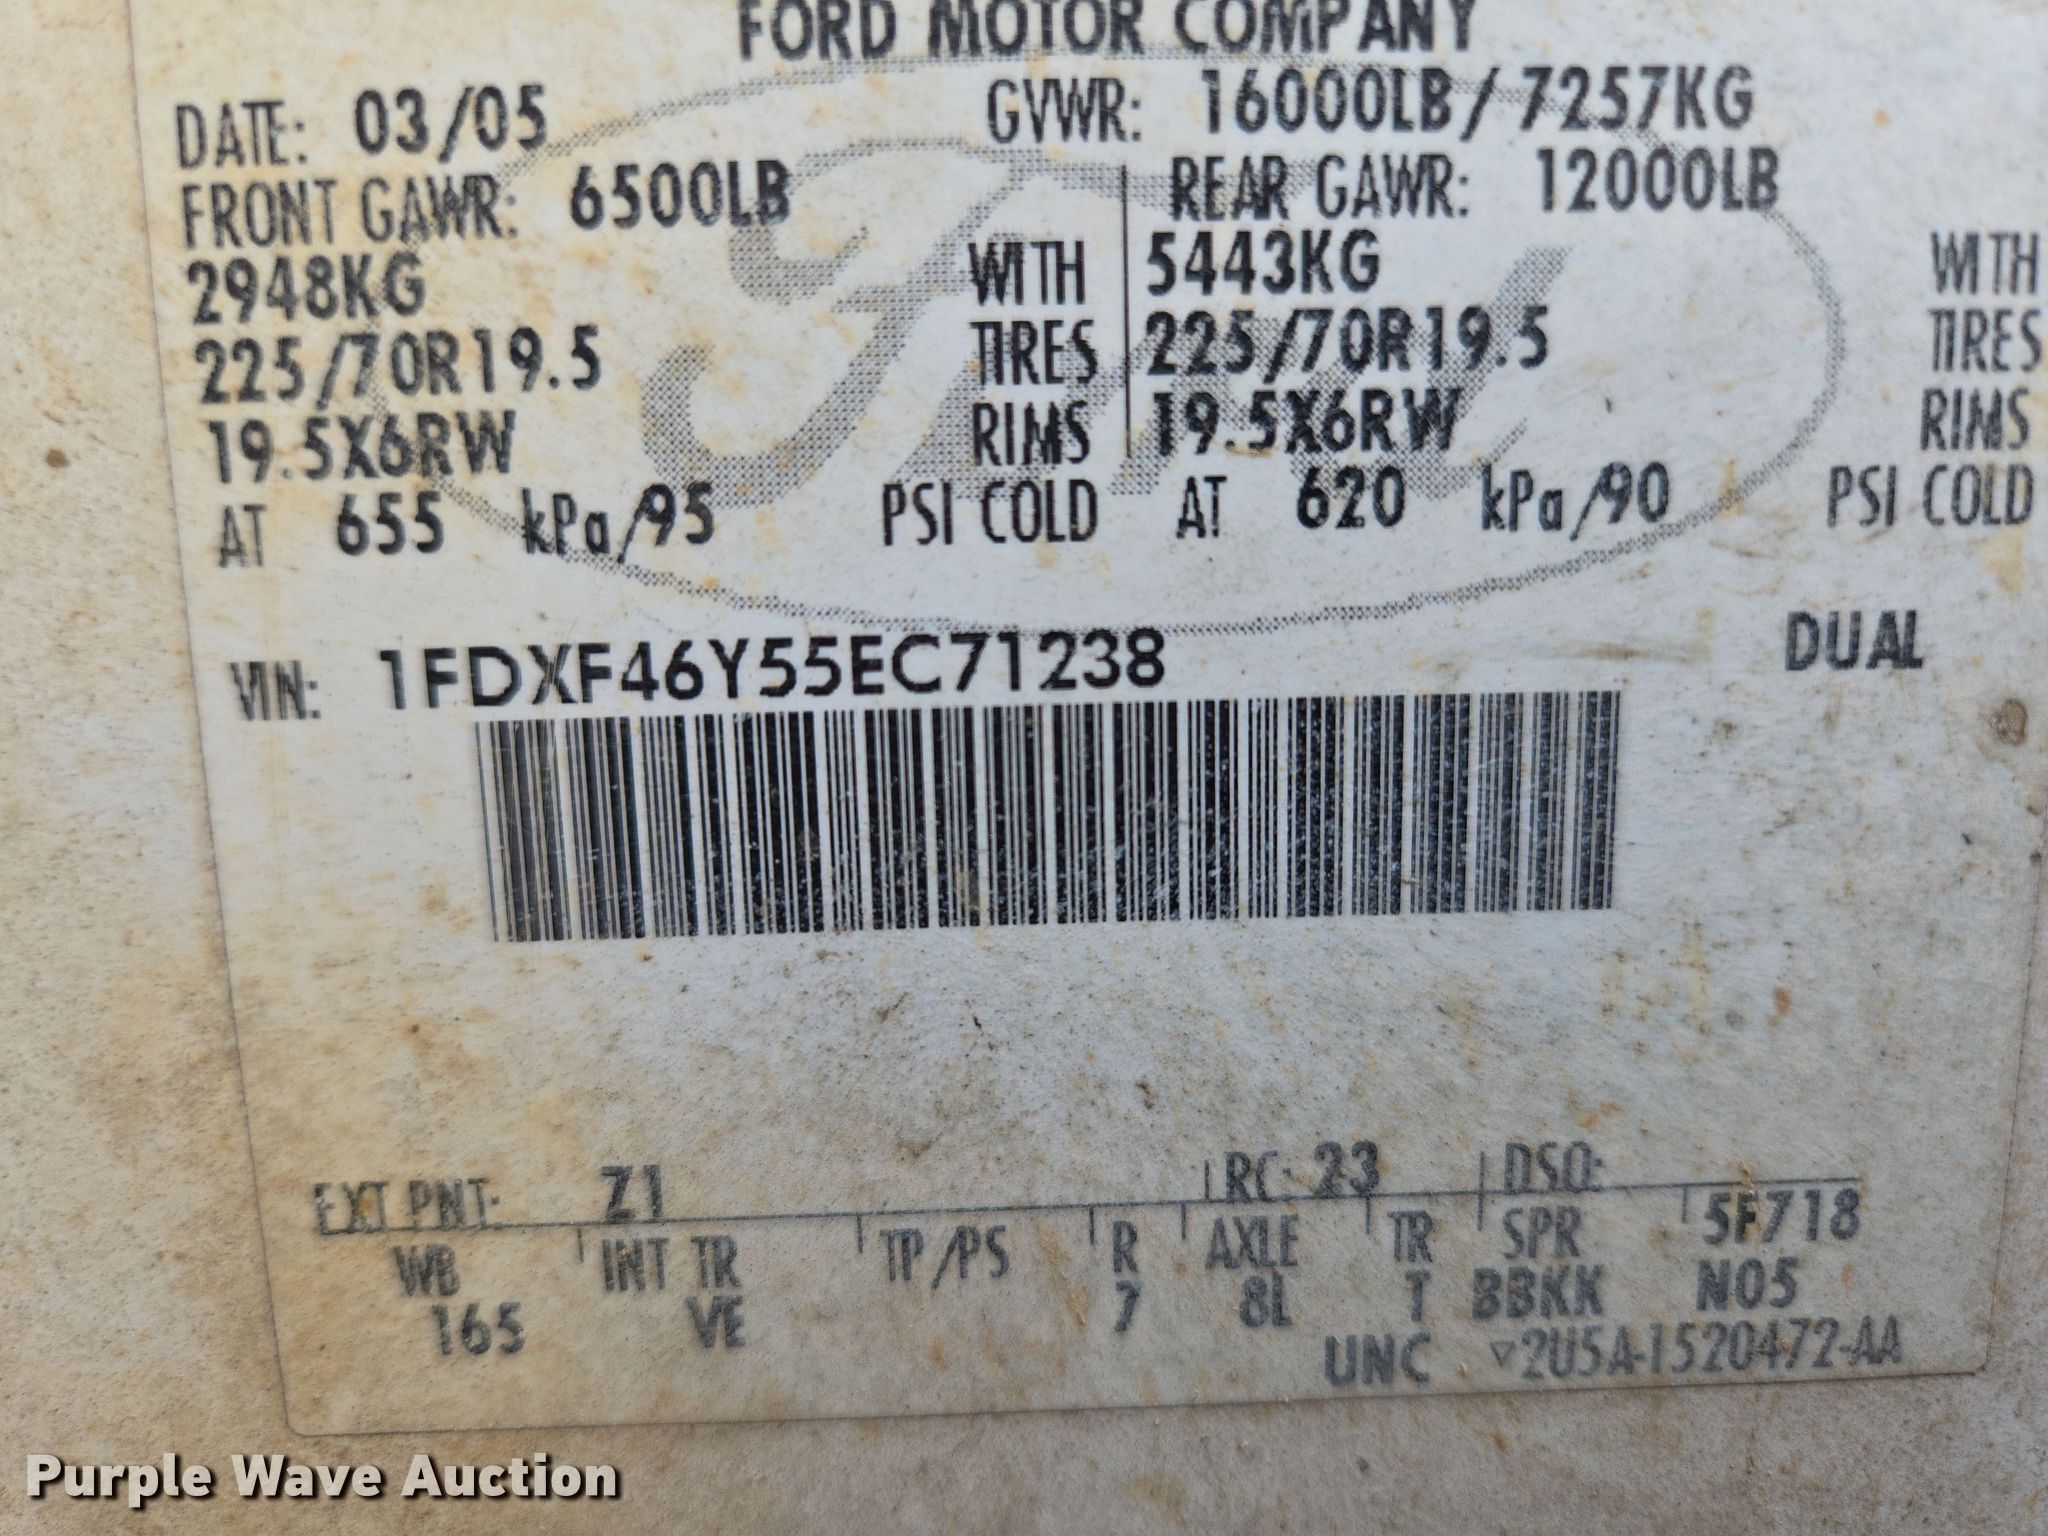 FORD MOTOR COMPANY
DATE: 03/05 GVWR: 16000LB/7257KG
FRONT GAWR: 6500LB REAR GAWR: 12000LB
2948KG WITH 5443KG WITH
225/70R19.5 TIRES 225/70R19.5 TIRES
19.5X6RW RIMS 19.5X6RW RIMS
AT 655 kPa/95 PSI COLD AT 620 kPa/90 PSI COLD
VIN: 1FDXF46Y55EC71238 DUAL
EXT PNT: Z1 RC: 23 DSO:
WB INT TR TP/PS R AXLE TR SPR 5F718
165 VE 7 8L T BBKK N05
UNC ▽2U5A-1520472-AA
Ford
Purple Wave Auction